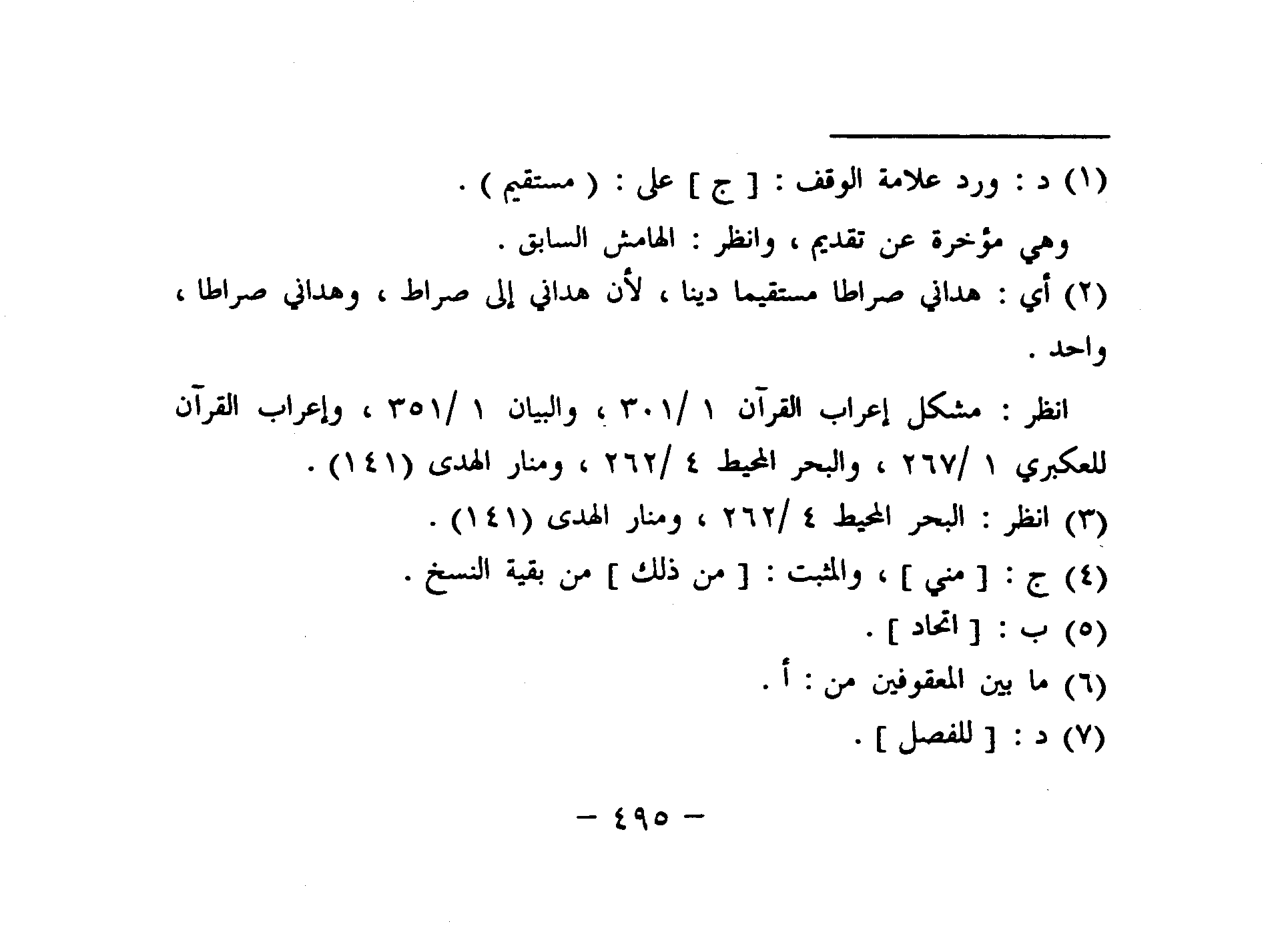 (١) د : ورد علامة الوقف : [ ج ] على : ( مستقيم ) .
وهي مؤخرة عن تقديم ، وانظر : الهامش السابق .
(٢) أي : هداني صراطا مستقيما دينا ، لأن هداني إلى صراط ، وهداني صراطا ،
واحد .
انظر : مشكل إعراب القرآن ١ /٣٠١ ، والبيان ١ /٣٥١ ، وإعراب القرآن
للعكبري ١ /٢٦٧ ، والبحر المحيط ٤ /٢٦٢ ، ومنار الهدى (١٤١) .
(٣) انظر : البحر المحيط ٤ /٢٦٢ ، ومنار الهدى (١٤١) .
(٤) ج : [ مني ] ، والمثبت : [ من ذلك ] من بقية النسخ .
(٥) ب : [ اتحاد ] .
(٦) ما بين المعقوفين من : أ .
(٧) د : [ للفصل ] .
– ٤٩٥ –